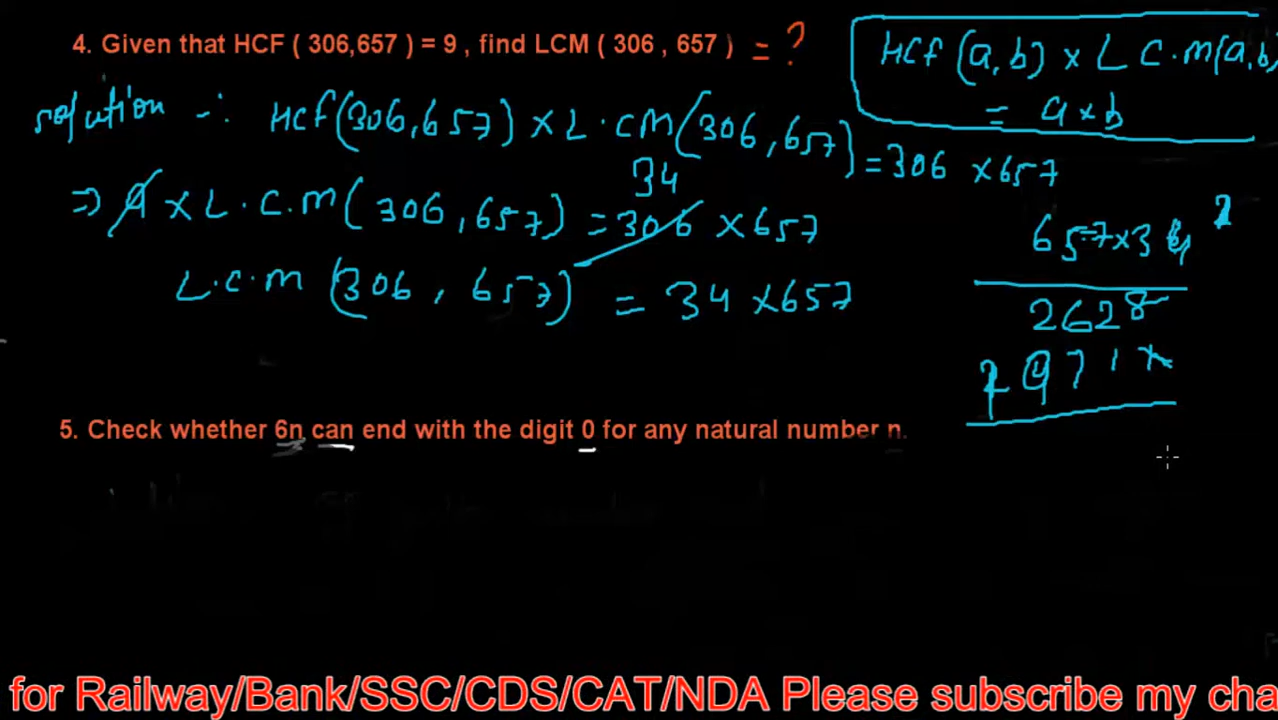 4. Given that HCF ( 306,657 ) = 9 , find LCM ( 306 , 657 ) = ?
HCf (a, b) × L C.M(a,b)
= a×b
solution -: HCf(306,657) × L.CM(306,657) = 306 ×657
34
⇒ 9 × L.C.M(306,657) = 306 × 657
L.C.M (306, 657) = 34 ×657
657×34
2628
1971×
5. Check whether 6n can end with the digit 0 for any natural number n.
for Railway/Bank/SSC/CDS/CAT/NDA Please subscribe my cha